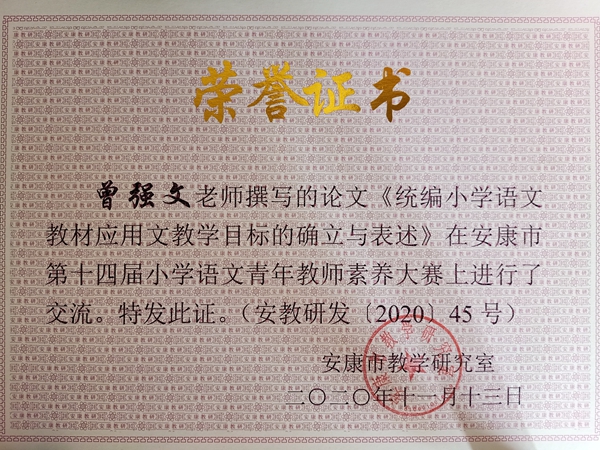 荣誉证书
曾强文老师撰写的论文《统编小学语文
教材应用文教学目标的确立与表述》在安康市
第十四届小学语文青年教师素养大赛上进行了
交流。特发此证。（安教研发〔2020〕45 号）
安康市教学研究室
二〇二〇年十一月十三日